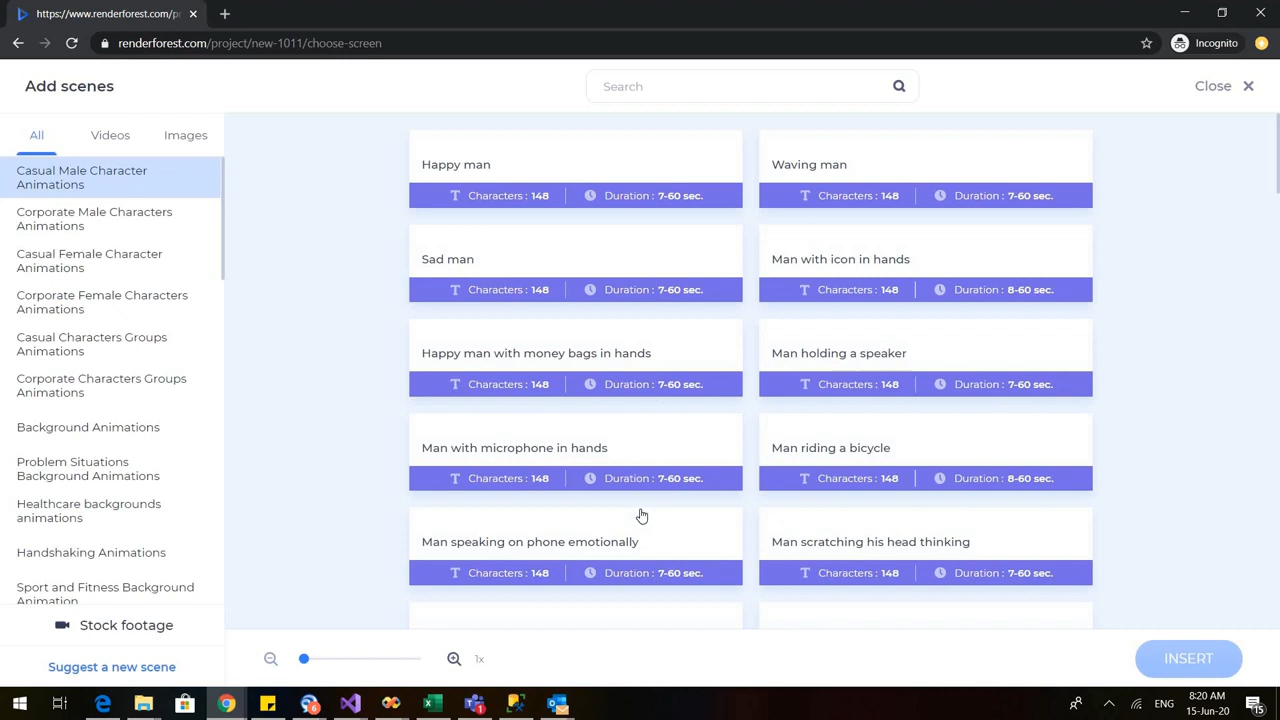 https://www.renderforest.com/pr
renderforest.com/project/new-1011/choose-screen
Incognito
Add scenes
Search
Close
All
Videos
Images
Casual Male Character
Animations
Corporate Male Characters
Animations
Casual Female Character
Animations
Corporate Female Characters
Animations
Casual Characters Groups
Animations
Corporate Characters Groups
Animations
Background Animations
Problem Situations
Background Animations
Healthcare backgrounds
animations
Handshaking Animations
Sport and Fitness Background
Animation
Stock footage
Suggest a new scene
Happy man
Characters : 148
Duration : 7-60 sec.
Waving man
Characters : 148
Duration : 7-60 sec.
Sad man
Characters : 148
Duration : 7-60 sec.
Man with icon in hands
Characters : 148
Duration : 8-60 sec.
Happy man with money bags in hands
Characters : 148
Duration : 7-60 sec.
Man holding a speaker
Characters : 148
Duration : 7-60 sec.
Man with microphone in hands
Characters : 148
Duration : 7-60 sec.
Man riding a bicycle
Characters : 148
Duration : 8-60 sec.
Man speaking on phone emotionally
Characters : 148
Duration : 7-60 sec.
Man scratching his head thinking
Characters : 148
Duration : 7-60 sec.
1x
INSERT
ENG
8:20 AM
15-Jun-20
15
6
1